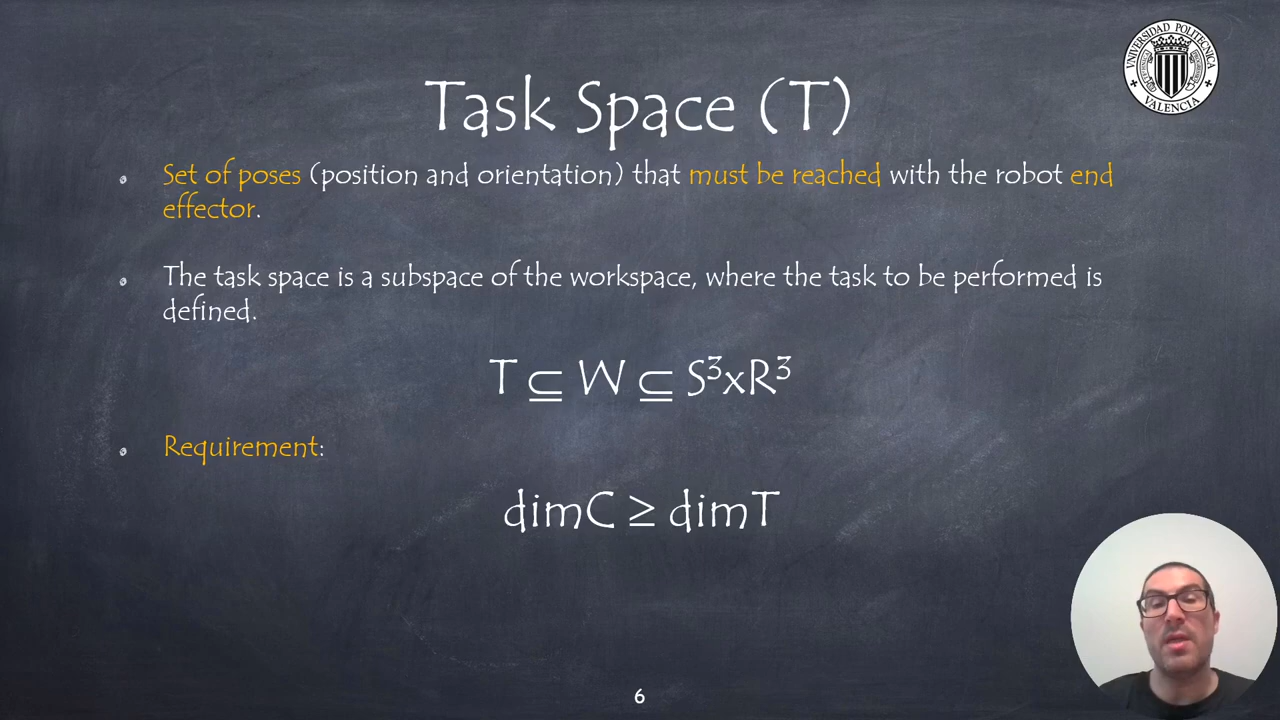 UNIVERSIDAD POLITECNICA
VALENCIA
Task Space (T)
Set of poses (position and orientation) that must be reached with the robot end
effector.
The task space is a subspace of the workspace, where the task to be performed is
defined.
T ⊆ W ⊆ S³xR³
Requirement:
dimC ≥ dimT
6